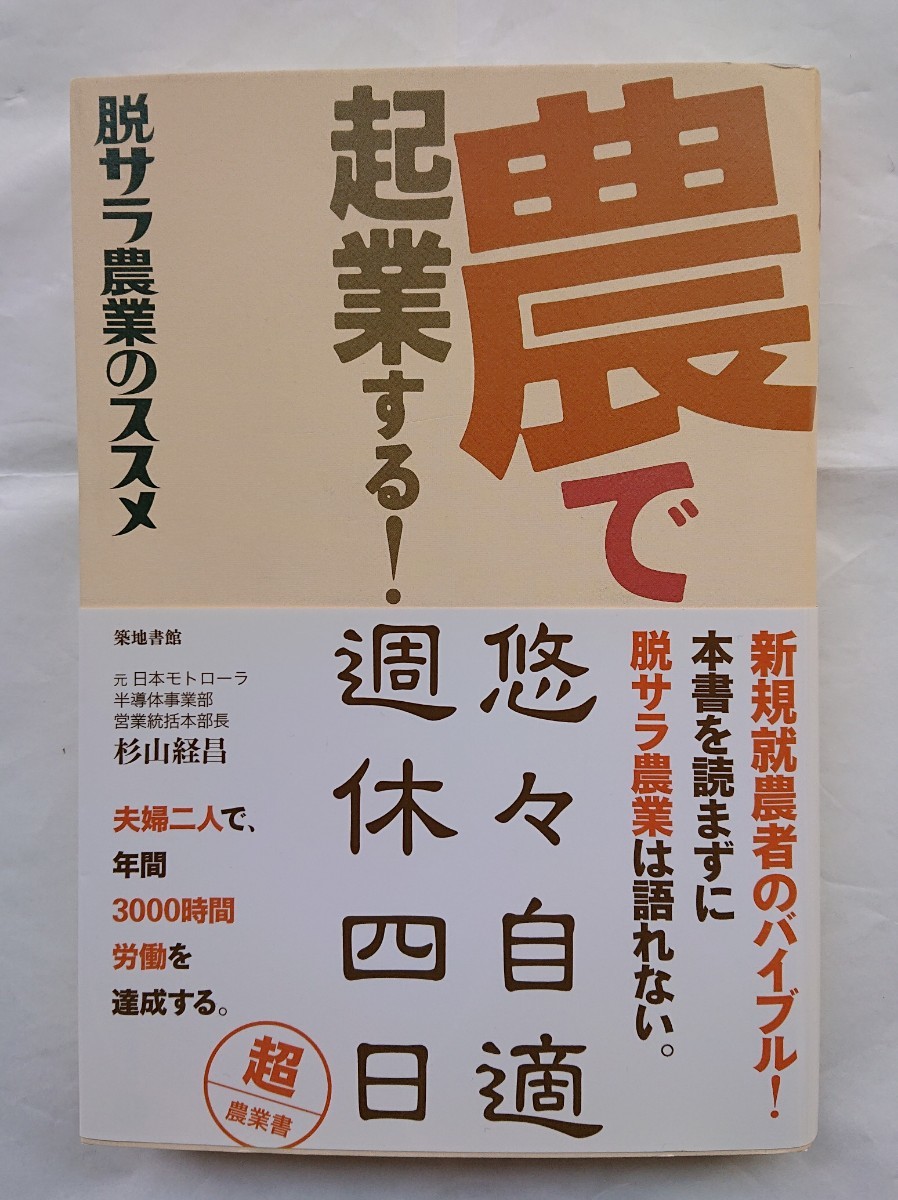 農で
起業する！
脱サラ農業のススメ
新規就農者のバイブル！
本書を読まずに
脱サラ農業は語れない。
悠々自適
週休四日
築地書館
元 日本モトローラ
半導体事業部
営業統括本部長
杉山経昌
夫婦二人で、
年間
3000時間
労働を
達成する。
超
農業書